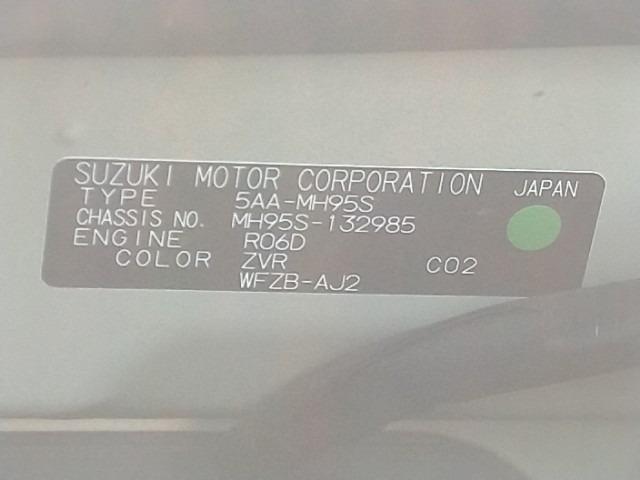 SUZUKI MOTOR CORPORATION JAPAN
TYPE 5AA-MH95S
CHASSIS NO. MH95S-132985
ENGINE R06D
COLOR ZVR C02
WFZB-AJ2